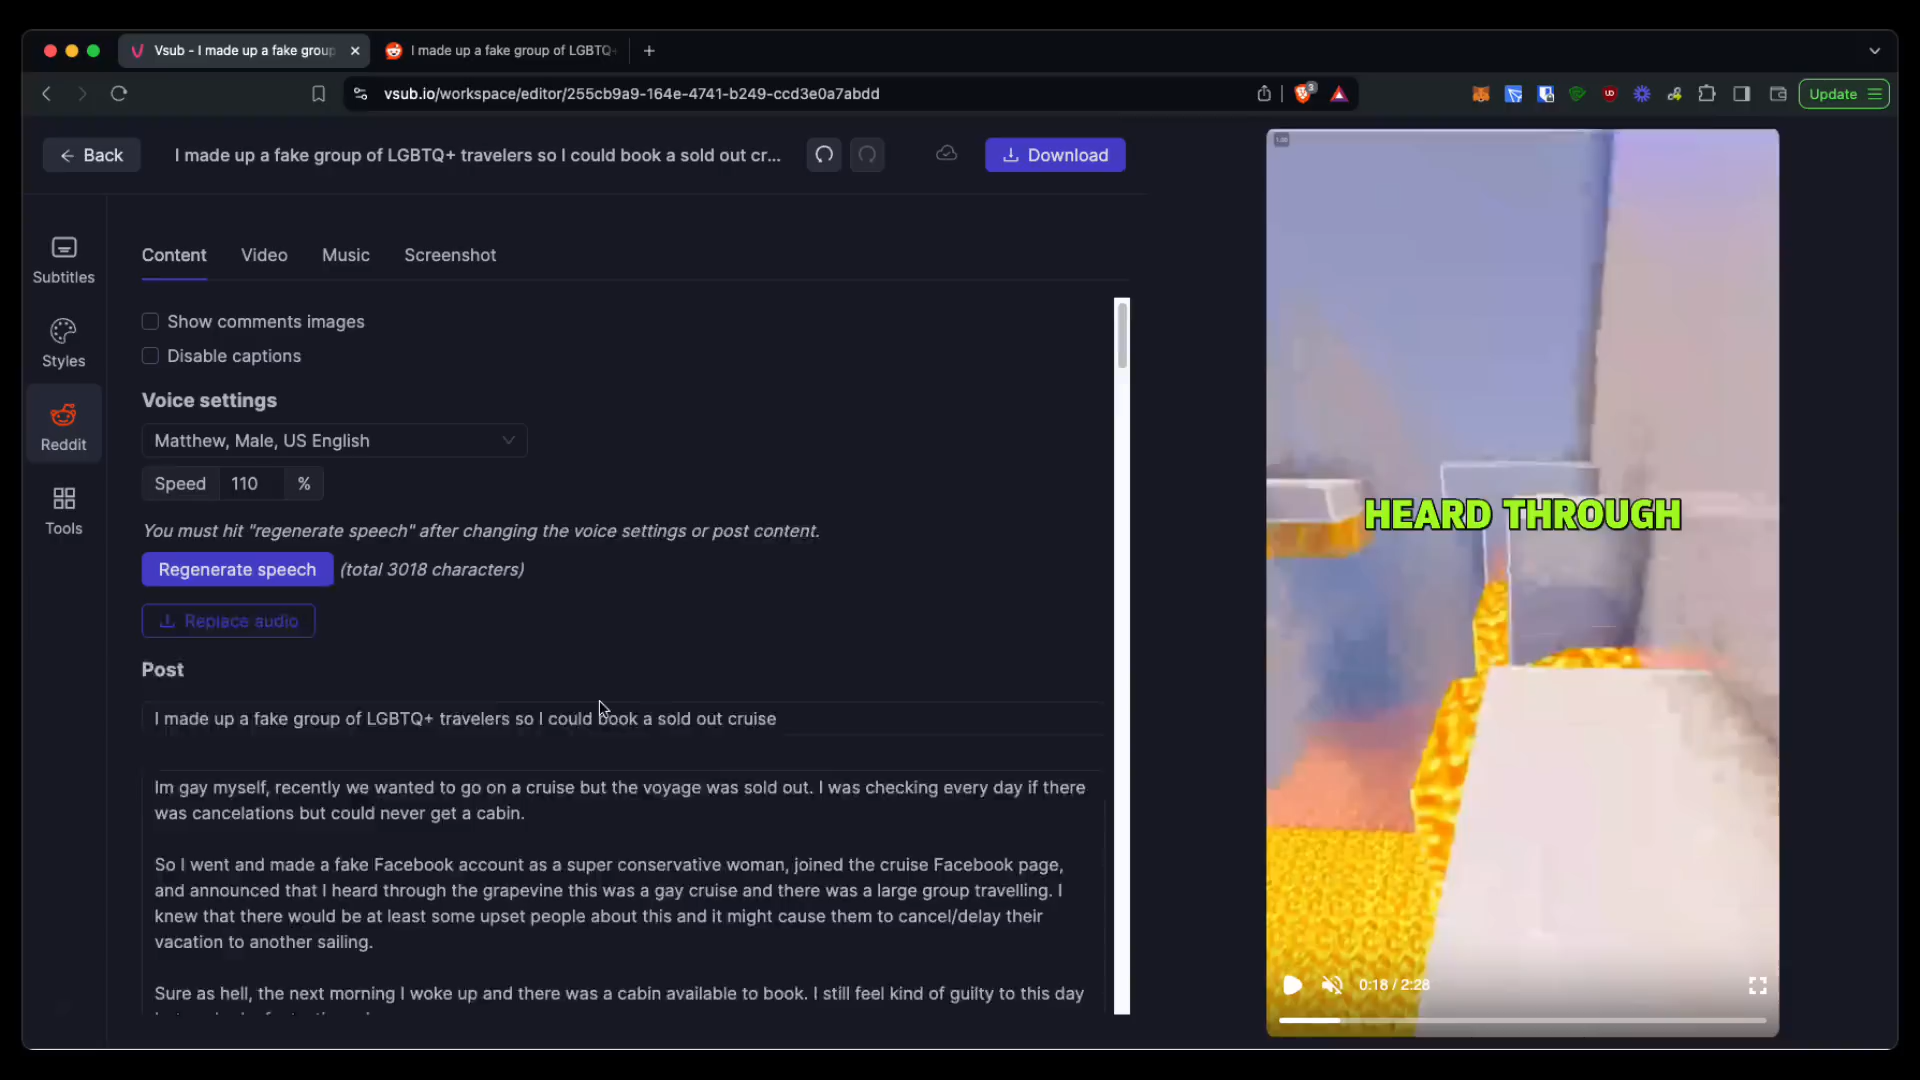 Vsub - I made up a fake group
I made up a fake group of LGBTQ+
vsub.io/workspace/editor/255cb9a9-164e-4741-b249-ccd3e0a7abdd
3
Update
Back
I made up a fake group of LGBTQ+ travelers so I could book a sold out cr...
Download
Subtitles
Styles
Reddit
Tools
Content
Video
Music
Screenshot
Show comments images
Disable captions
Voice settings
Matthew, Male, US English
Speed
110
%
You must hit "regenerate speech" after changing the voice settings or post content.
Regenerate speech
(total 3018 characters)
Replace audio
Post
I made up a fake group of LGBTQ+ travelers so I could book a sold out cruise
Im gay myself, recently we wanted to go on a cruise but the voyage was sold out. I was checking every day if there
was cancelations but could never get a cabin.
So I went and made a fake Facebook account as a super conservative woman, joined the cruise Facebook page,
and announced that I heard through the grapevine this was a gay cruise and there was a large group travelling. I
knew that there would be at least some upset people about this and it might cause them to cancel/delay their
vacation to another sailing.
Sure as hell, the next morning I woke up and there was a cabin available to book. I still feel kind of guilty to this day
HEARD THROUGH
0:18 / 2:28